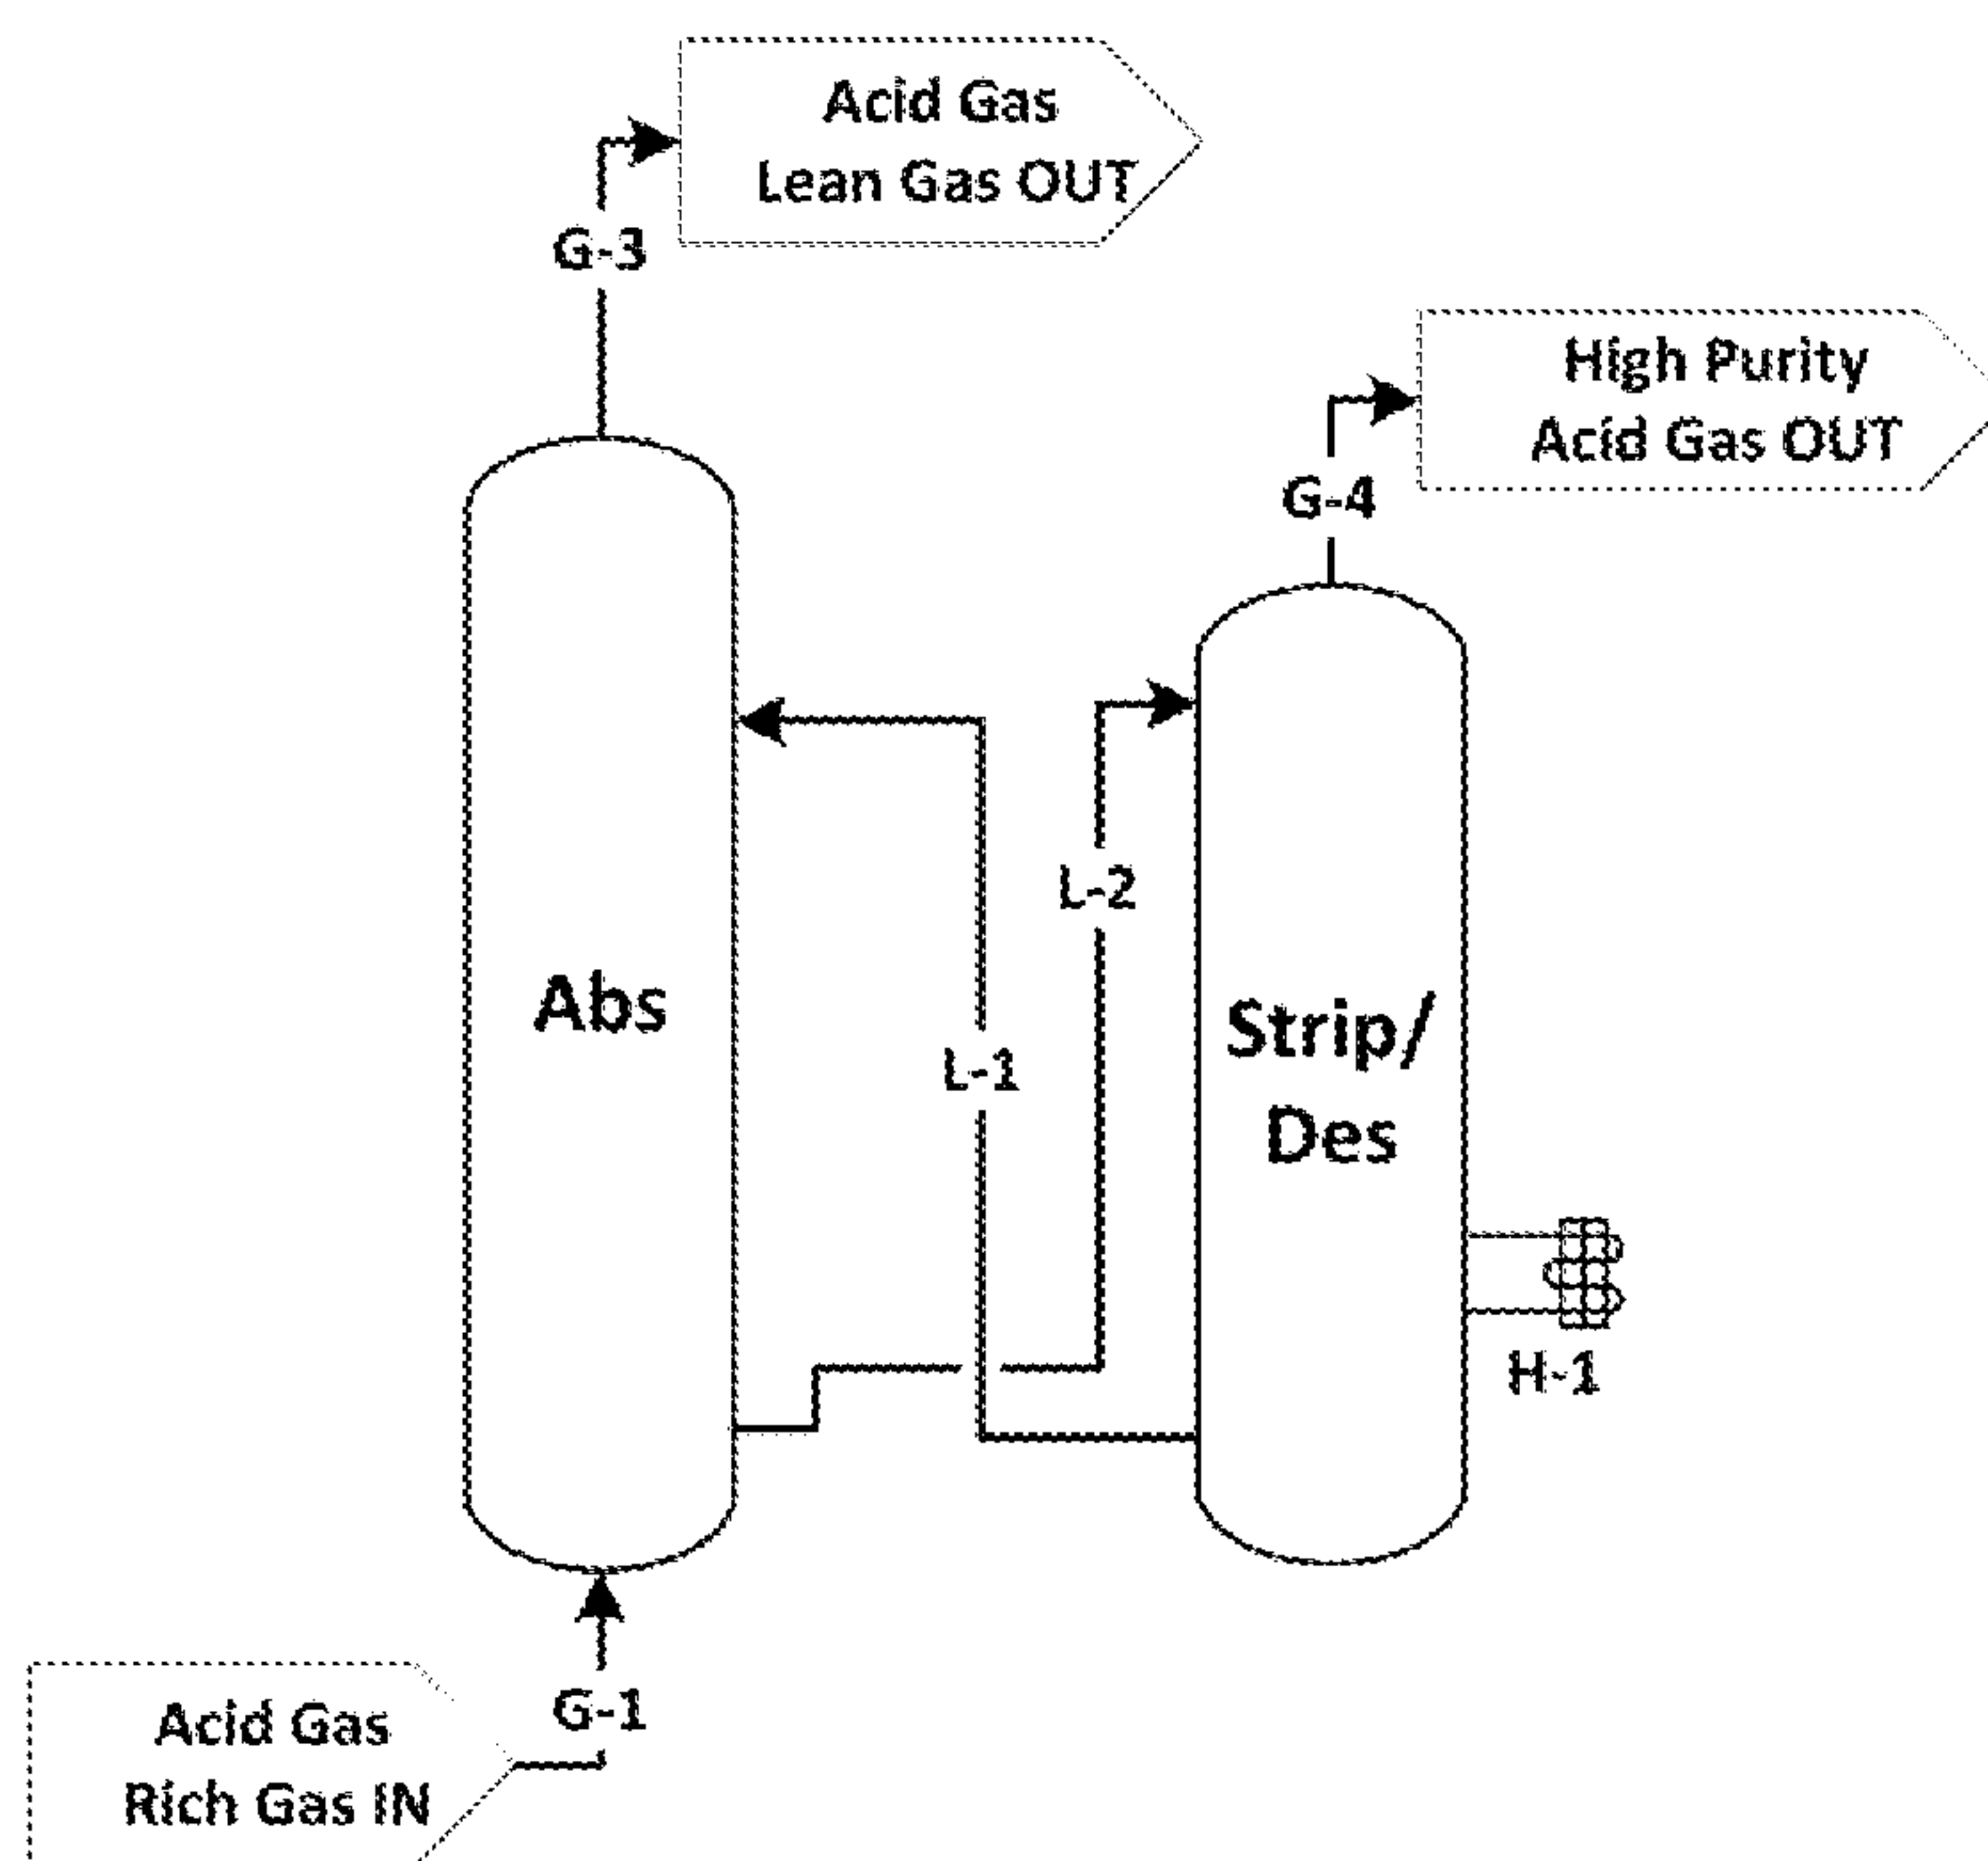 Acid Gas
Lean Gas OUT
G-3
High Purity
Acid Gas OUT
G-4
L-2
Abs
Strip/
Des
L-1
H-1
G-1
Acid Gas
Rich Gas IN